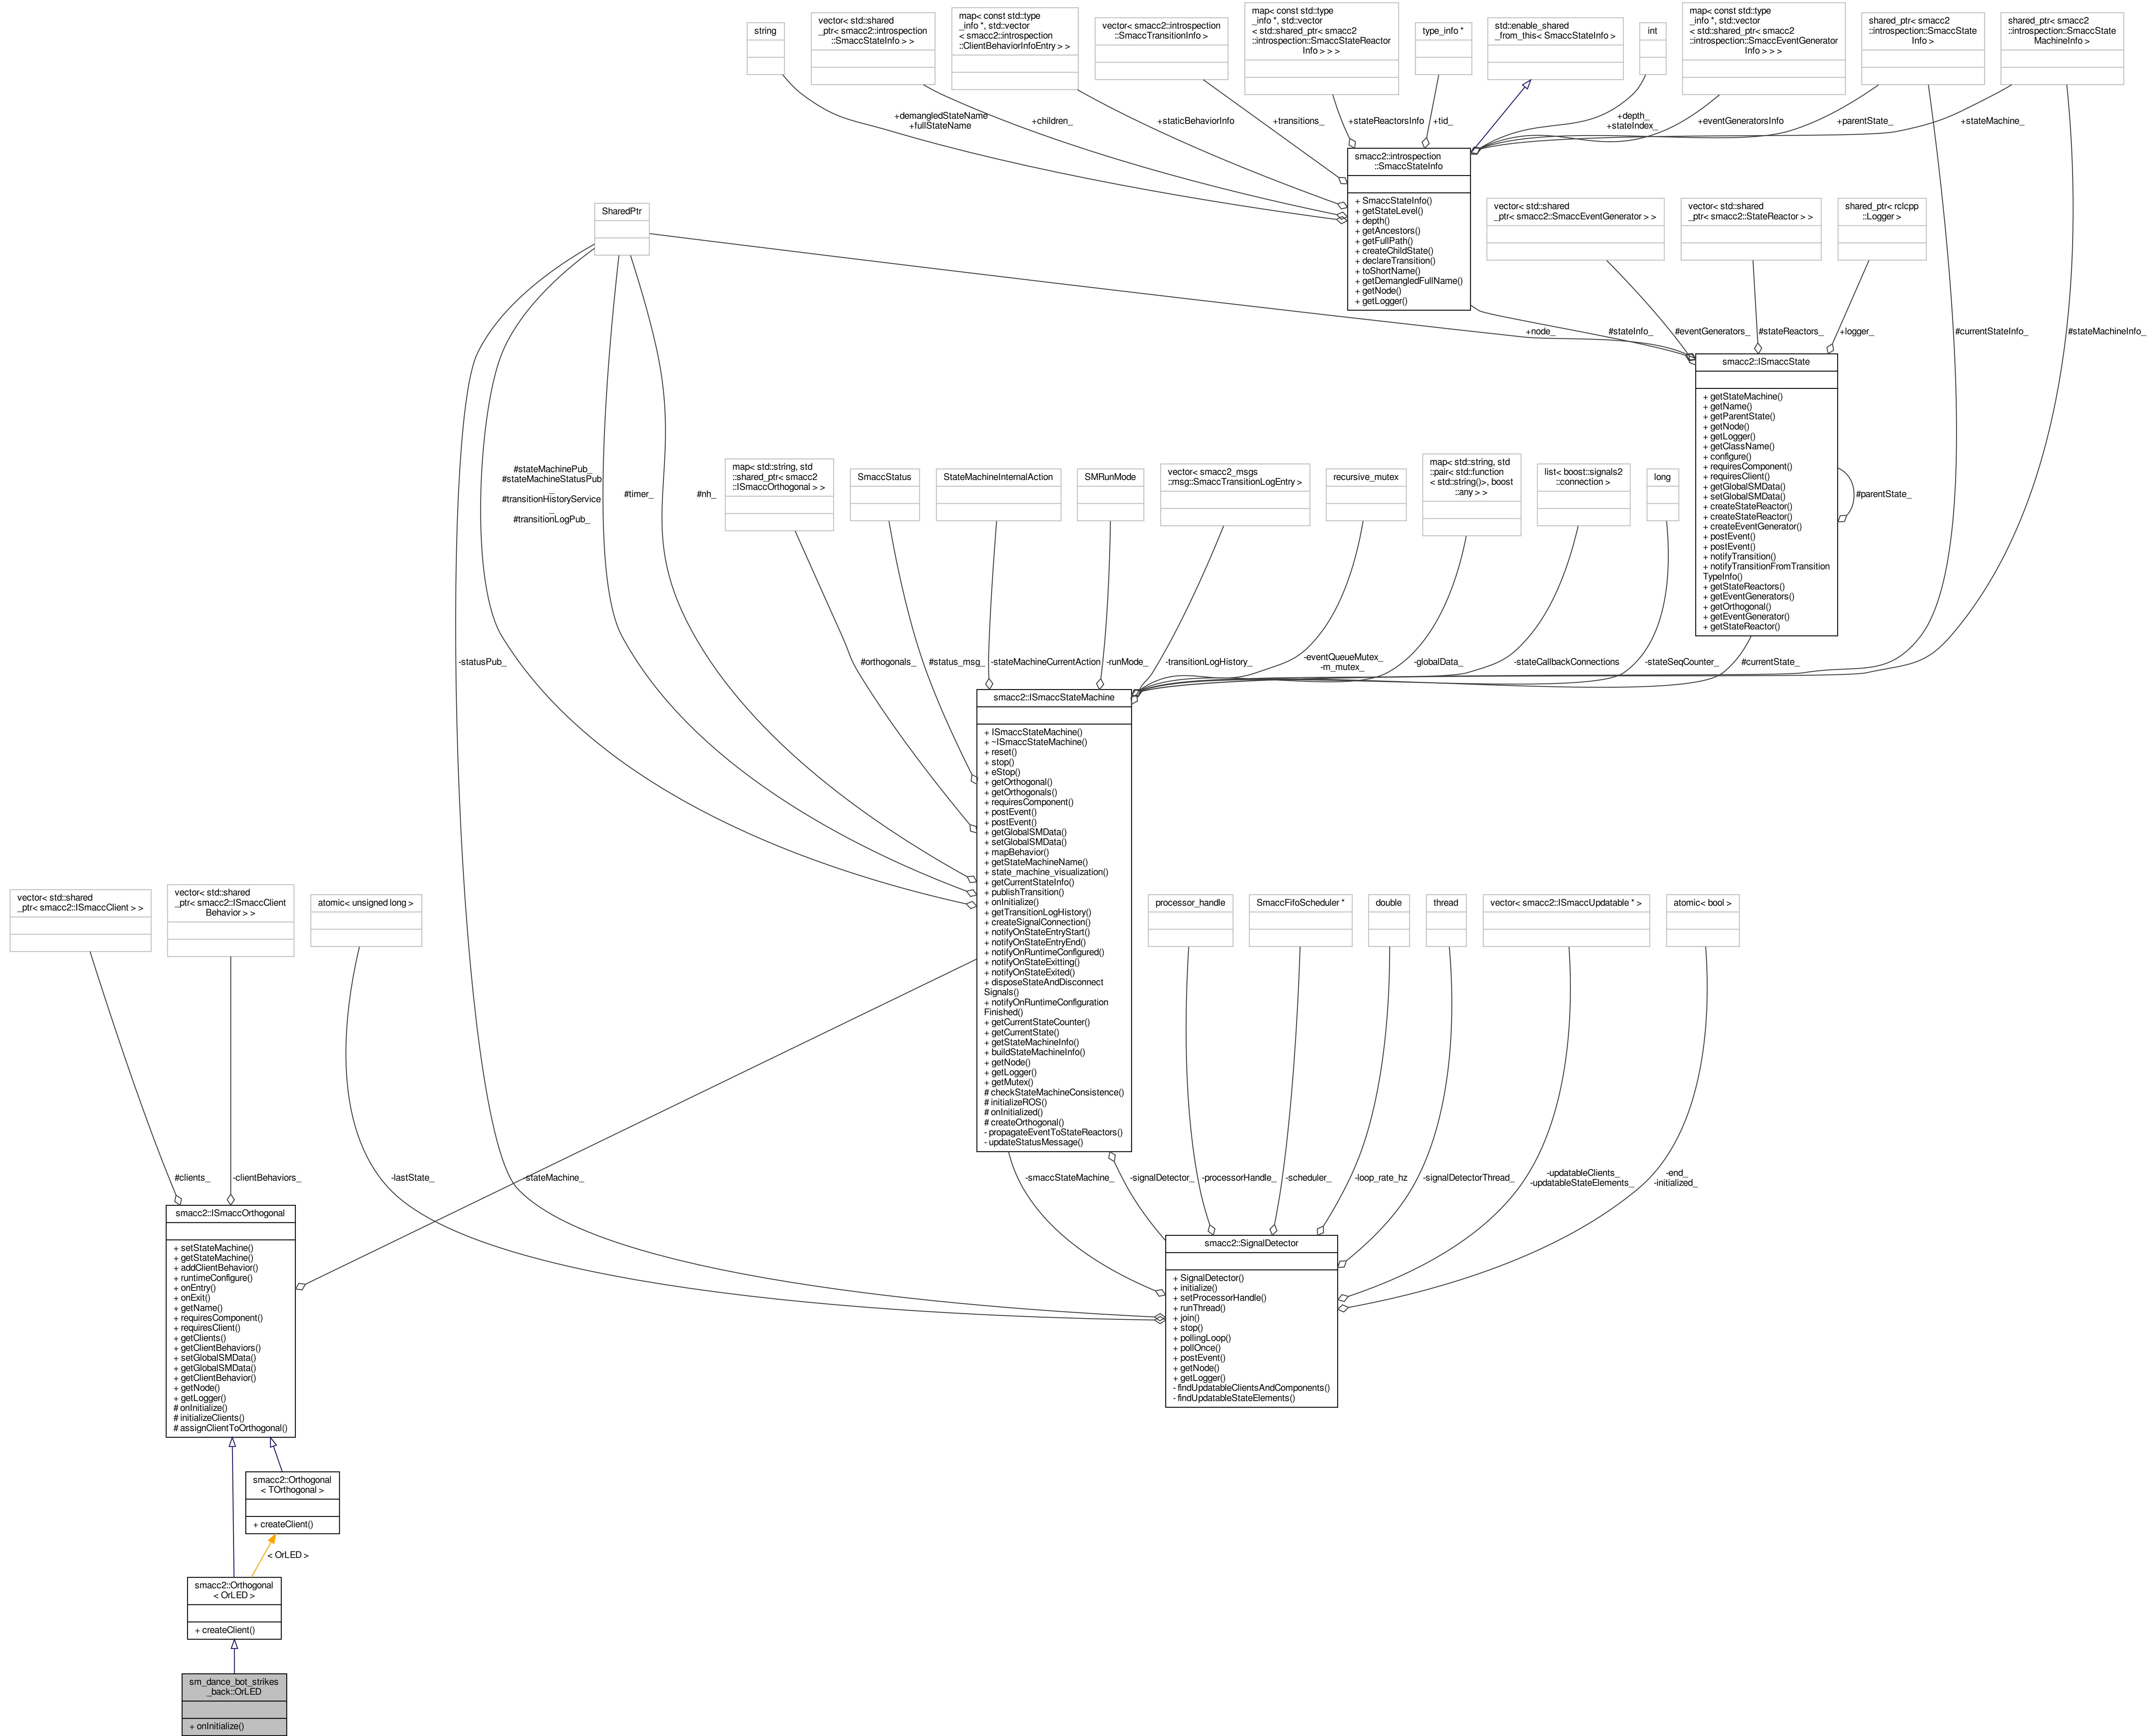 string
vector< std::shared
_ptr< smacc2::introspection
::SmaccStateInfo > >
map< const std::type
_info *, std::vector
< smacc2::introspection
::ClientBehaviorInfoEntry > >
vector< smacc2::introspection
::SmaccTransitionInfo >
map< const std::type
_info *, std::vector
< std::shared_ptr< smacc2
::introspection::SmaccStateReactor
Info > > >
type_info *
std::enable_shared
_from_this< SmaccStateInfo >
int
map< const std::type
_info *, std::vector
< std::shared_ptr< smacc2
::introspection::SmaccEventGenerator
Info > > >
shared_ptr< smacc2
::introspection::SmaccState
Info >
shared_ptr< smacc2
::introspection::SmaccState
MachineInfo >
+demangledStateName
+fullStateName
+children_
+staticBehaviorInfo
+transitions_
+stateReactorsInfo
+tid_
+depth_
+stateIndex_
+eventGeneratorsInfo
+parentState_
+stateMachine_
smacc2::introspection
::SmaccStateInfo
+ SmaccStateInfo()
+ getStateLevel()
+ depth()
+ getAncestors()
+ getFullPath()
+ createChildState()
+ declareTransition()
+ toShortName()
+ getDemangledFullName()
+ getNode()
+ getLogger()
SharedPtr
vector< std::shared
_ptr< smacc2::SmaccEventGenerator > >
vector< std::shared
_ptr< smacc2::StateReactor > >
shared_ptr< rclcpp
::Logger >
+node_
#stateInfo_
#eventGenerators_
#stateReactors_
+logger_
#currentStateInfo_
#stateMachineInfo_
smacc2::ISmaccState
+ getStateMachine()
+ getName()
+ getParentState()
+ getNode()
+ getLogger()
+ getClassName()
+ configure()
+ requiresComponent()
+ requiresClient()
+ getGlobalSMData()
+ setGlobalSMData()
+ createStateReactor()
+ createStateReactor()
+ createEventGenerator()
+ postEvent()
+ postEvent()
+ notifyTransition()
+ notifyTransitionFromTransition
TypeInfo()
+ getStateReactors()
+ getEventGenerators()
+ getOrthogonal()
+ getEventGenerator()
+ getStateReactor()
#parentState_
#stateMachinePub_
#stateMachineStatusPub
_
#transitionHistoryService
_
#transitionLogPub_
#timer_
#nh_
map< std::string, std
::shared_ptr< smacc2
::ISmaccOrthogonal > >
SmaccStatus
StateMachineInternalAction
SMRunMode
vector< smacc2_msgs
::msg::SmaccTransitionLogEntry >
recursive_mutex
map< std::string, std
::pair< std::function
< std::string()>, boost
::any > >
list< boost::signals2
::connection >
long
-statusPub_
#orthogonals_
#status_msg_
-stateMachineCurrentAction
-runMode_
-transitionLogHistory_
-eventQueueMutex_
-m_mutex_
-globalData_
-stateCallbackConnections
-stateSeqCounter_
#currentState_
smacc2::ISmaccStateMachine
+ ISmaccStateMachine()
+ ~ISmaccStateMachine()
+ reset()
+ stop()
+ eStop()
+ getOrthogonal()
+ getOrthogonals()
+ requiresComponent()
+ postEvent()
+ postEvent()
+ getGlobalSMData()
+ setGlobalSMData()
+ mapBehavior()
+ getStateMachineName()
+ state_machine_visualization()
+ getCurrentStateInfo()
+ publishTransition()
+ onInitialize()
+ getTransitionLogHistory()
+ createSignalConnection()
+ notifyOnStateEntryStart()
+ notifyOnStateEntryEnd()
+ notifyOnRuntimeConfigured()
+ notifyOnStateExitting()
+ notifyOnStateExited()
+ disposeStateAndDisconnect
Signals()
+ notifyOnRuntimeConfiguration
Finished()
+ getCurrentStateCounter()
+ getCurrentState()
+ getStateMachineInfo()
+ buildStateMachineInfo()
+ getNode()
+ getLogger()
+ getMutex()
# checkStateMachineConsistence()
# initializeROS()
# onInitialized()
# createOrthogonal()
- propagateEventToStateReactors()
- updateStatusMessage()
vector< std::shared
_ptr< smacc2::ISmaccClient > >
vector< std::shared
_ptr< smacc2::ISmaccClient
Behavior > >
atomic< unsigned long >
processor_handle
SmaccFifoScheduler *
double
thread
vector< smacc2::ISmaccUpdatable * >
atomic< bool >
#clients_
-clientBehaviors_
-lastState_
-stateMachine_
-smaccStateMachine_
-signalDetector_
-processorHandle_
-scheduler_
-loop_rate_hz
-signalDetectorThread_
-updatableClients_
-updatableStateElements_
-end_
-initialized_
smacc2::ISmaccOrthogonal
+ setStateMachine()
+ getStateMachine()
+ addClientBehavior()
+ runtimeConfigure()
+ onEntry()
+ onExit()
+ getName()
+ requiresComponent()
+ requiresClient()
+ getClients()
+ getClientBehaviors()
+ setGlobalSMData()
+ getGlobalSMData()
+ getClientBehavior()
+ getNode()
+ getLogger()
# onInitialize()
# initializeClients()
# assignClientToOrthogonal()
smacc2::SignalDetector
+ SignalDetector()
+ initialize()
+ setProcessorHandle()
+ runThread()
+ join()
+ stop()
+ pollingLoop()
+ pollOnce()
+ postEvent()
+ getNode()
+ getLogger()
- findUpdatableClientsAndComponents()
- findUpdatableStateElements()
smacc2::Orthogonal
< TOrthogonal >
+ createClient()
< OrLED >
smacc2::Orthogonal
< OrLED >
+ createClient()
sm_dance_bot_strikes
_back::OrLED
+ onInitialize()